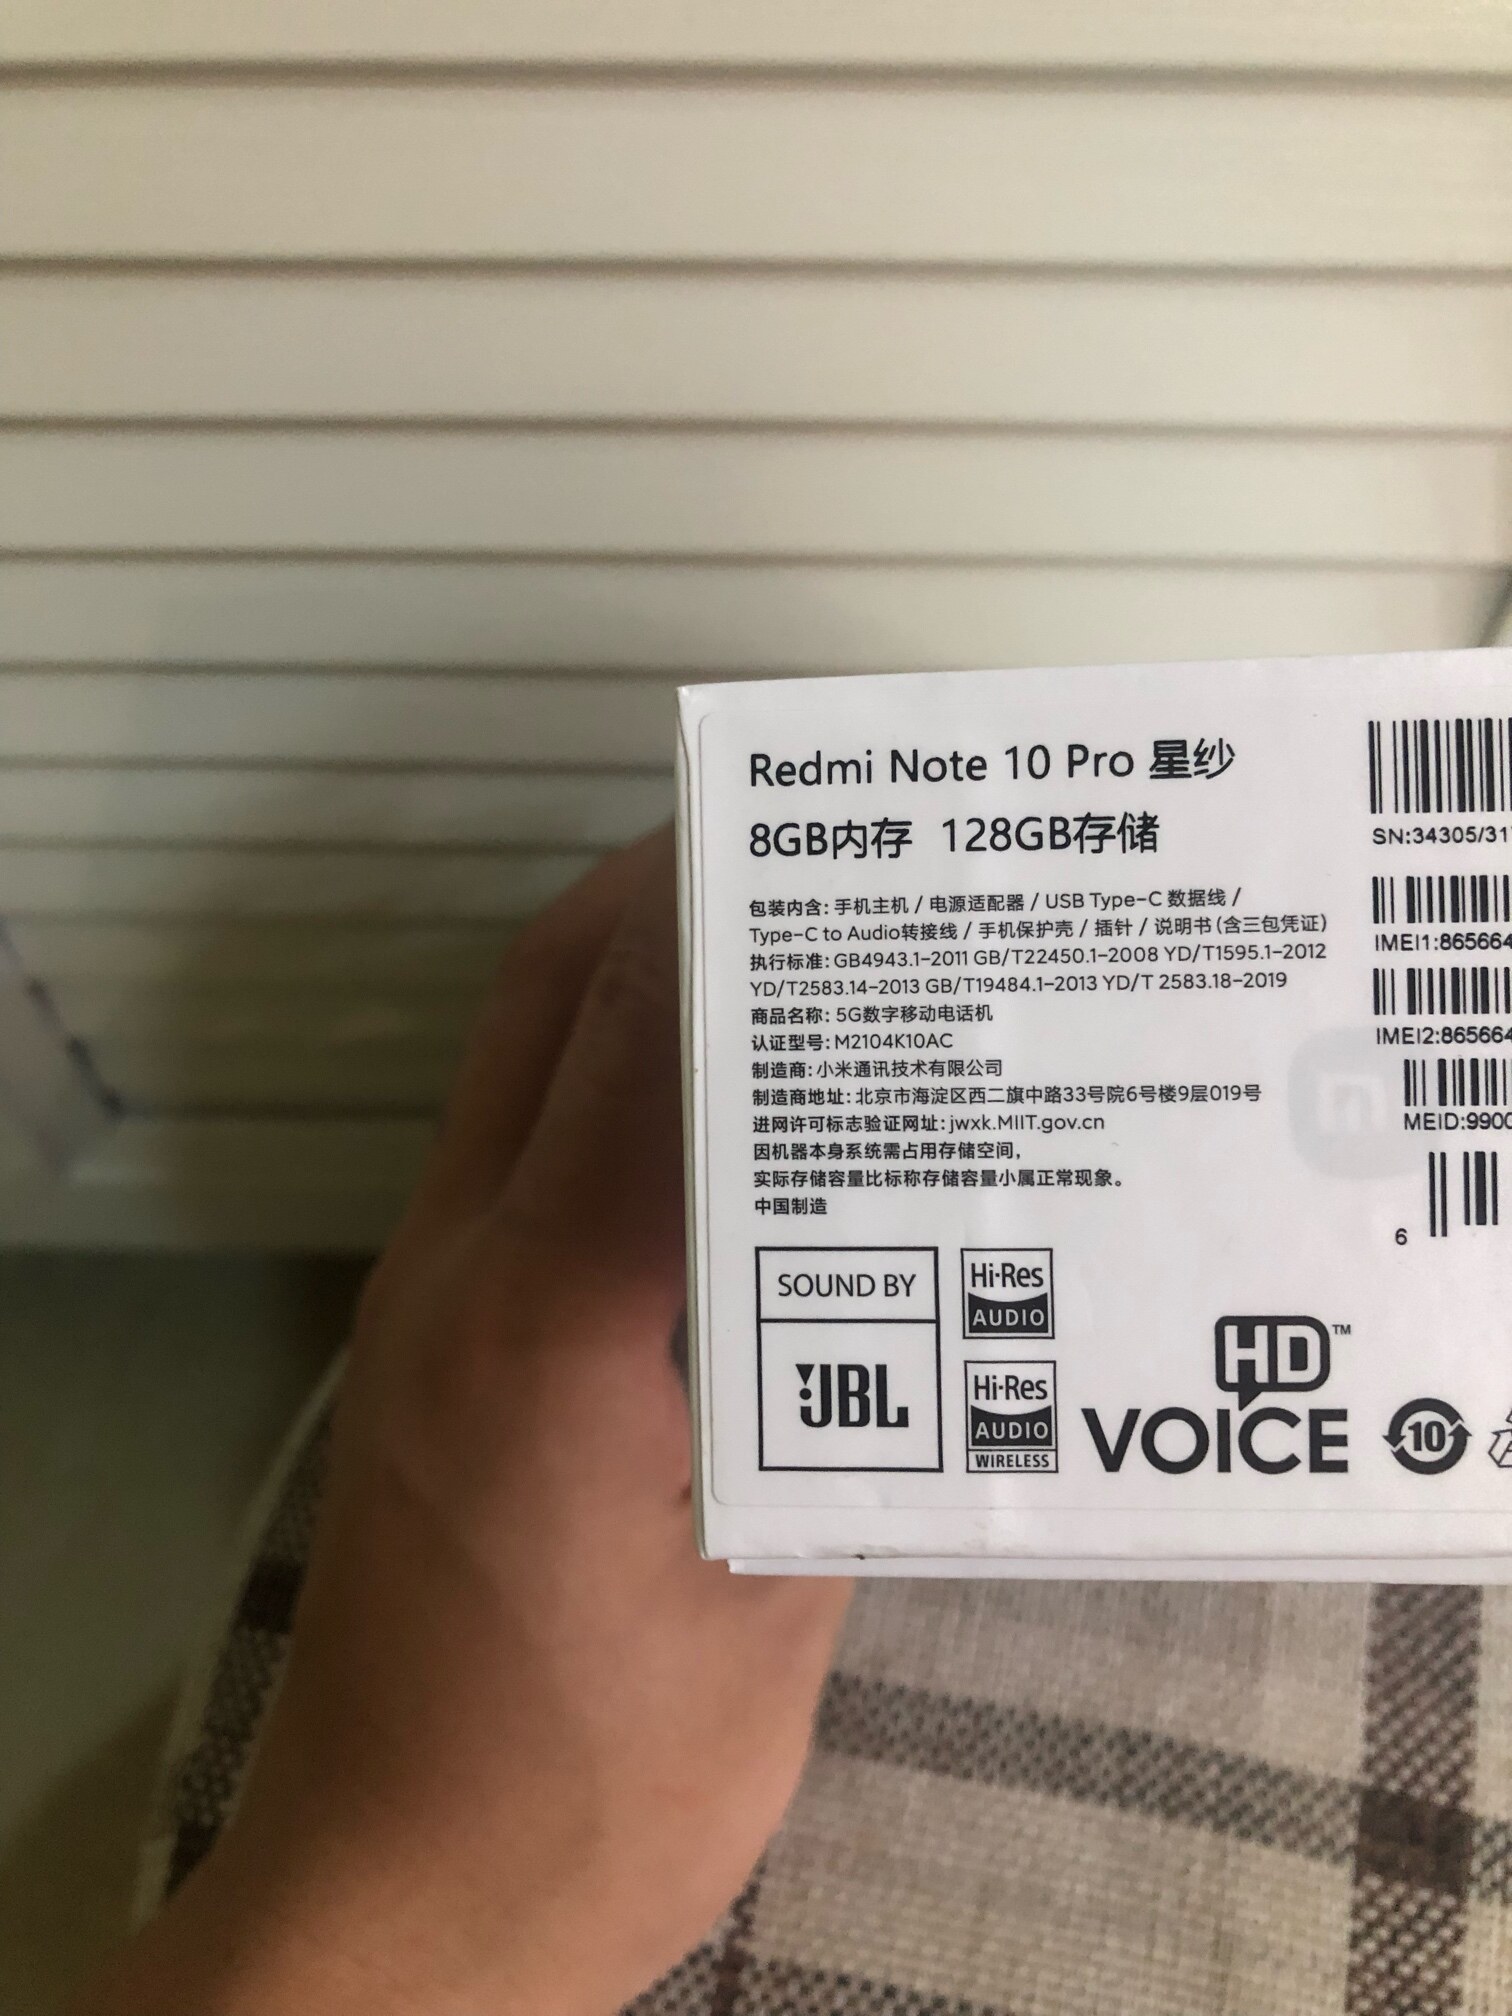 Redmi Note 10 Pro 星纱
8GB内存 128GB存储
包装内含: 手机主机 / 电源适配器 / USB Type-C 数据线 /
Type-C to Audio转接线 / 手机保护壳 / 插针 / 说明书(含三包凭证)
执行标准: GB4943.1-2011 GB/T22450.1-2008 YD/T1595.1-2012
YD/T2583.14-2013 GB/T19484.1-2013 YD/T 2583.18-2019
商品名称: 5G数字移动电话机
认证型号: M2104K10AC
制造商: 小米通讯技术有限公司
制造商地址: 北京市海淀区西二旗中路33号院6号楼9层019号
进网许可标志验证网址: jwxk.MIIT.gov.cn
因机器本身系统需占用存储空间，
实际存储容量比标称存储容量小属正常现象。
中国制造
SOUND BY
JBL
Hi-Res
AUDIO
Hi-Res
AUDIO
WIRELESS
HD™
VOICE
10
SN:34305/31
IMEI1:865664
IMEI2:865664
MEID:9900
6